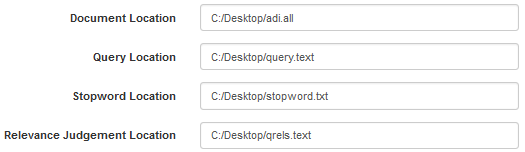 Document Location C:/Desktop/adi.all
Query Location C:/Desktop/query.text
Stopword Location C:/Desktop/stopword.txt
Relevance Judgement Location C:/Desktop/qrels.text